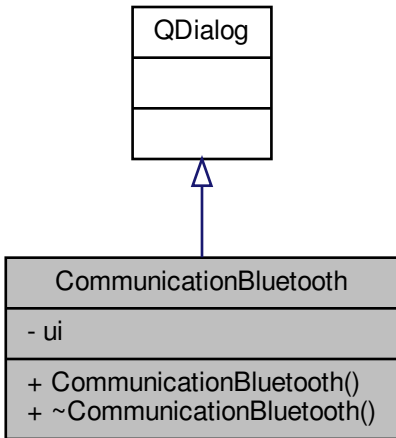 QDialog
CommunicationBluetooth
- ui
+ CommunicationBluetooth()
+ ~CommunicationBluetooth()